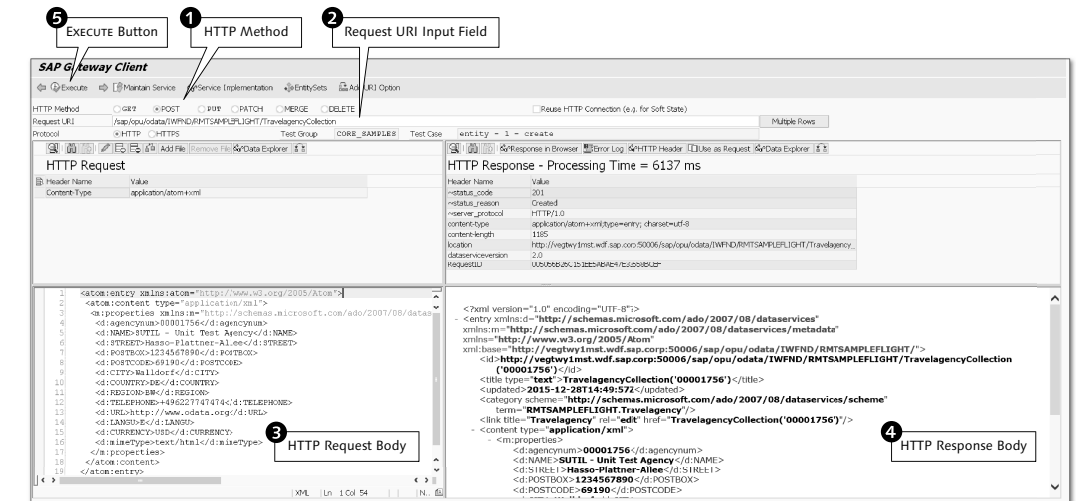 5 1 2
EXECUTE Button HTTP Method Request URI Input Field
SAP Gateway Client
Execute Maintain Service Service Implementation EntitySets Add URI Option
HTTP Method GET POST PUT PATCH MERGE DELETE Reuse HTTP Connection (e.g. for Soft State)
Request URI /sap/opu/odata/IWFND/RMTSAMPLEFLIGHT/TravelagencyCollection Multiple Rows
Protocol HTTP HTTPS Test Group CORE_SAMPLES Test Case entity - 1 - create
Add File Remove File Data Explorer
Response in Browser Error Log HTTP Header Use as Request Data Explorer
HTTP Request
Header Name Value
Content-Type application/atom+xml
HTTP Response - Processing Time = 6137 ms
Header Name Value
~status_code 201
~status_reason Created
~server_protocol HTTP/1.0
content-type application/atom+xml;type=entry; charset=utf-8
content-length 1185
location http://vegtwy1mst.wdf.sap.corp:50006/sap/opu/odata/IWFND/RMTSAMPLEFLIGHT/Travelagency_
dataserviceversion 2.0
RequestID
1 <atom:entry xmlns:atom="http://www.w3.org/2005/Atom">
2 <atom:content type="application/xml">
3 <m:properties xmlns:m="http://schemas.microsoft.com/ado/2007/08/datas
4 <d:agencynum>00001756</d:agencynum>
5 <d:NAME>SUTIL - Unit Test Agency</d:NAME>
6 <d:STREET>Hasso-Plattner-Allee</d:STREET>
7 <d:POSTBOX>1234567890</d:POSTBOX>
8 <d:POSTCODE>69190</d:POSTCODE>
9 <d:CITY>Walldorf</d:CITY>
10 <d:COUNTRY>DE</d:COUNTRY>
11 <d:REGION>BW</d:REGION>
12 <d:TELEPHONE>+496227747474</d:TELEPHONE>
13 <d:URL>http://www.odata.org</d:URL>
14 <d:LANGU>E</d:LANGU>
15 <d:CURRENCY>USD</d:CURRENCY>
16 <d:mimeType>text/html</d:mimeType>
17 </m:properties>
18 </atom:content>
19 </atom:entry>
3
HTTP Request Body
XML Ln 1 Col 54 N..
<?xml version="1.0" encoding="UTF-8"?>
- <entry xmlns:d="http://schemas.microsoft.com/ado/2007/08/dataservices"
xmlns:m="http://schemas.microsoft.com/ado/2007/08/dataservices/metadata"
xmlns="http://www.w3.org/2005/Atom"
xml:base="http://vegtwy1mst.wdf.sap.corp:50006/sap/opu/odata/IWFND/RMTSAMPLEFLIGHT/">
<id>http://vegtwy1mst.wdf.sap.corp:50006/sap/opu/odata/IWFND/RMTSAMPLEFLIGHT/TravelagencyCollection
('00001756')</id>
<title type="text">TravelagencyCollection('00001756')</title>
<updated>2015-12-28T14:49:57Z</updated>
<category scheme="http://schemas.microsoft.com/ado/2007/08/dataservices/scheme"
term="RMTSAMPLEFLIGHT.Travelagency"/>
<link title="Travelagency" rel="edit" href="TravelagencyCollection('00001756')"/>
- <content type="application/xml">
- <m:properties>
<d:agencynum>00001756</d:agencynum>
<d:NAME>SUTIL - Unit Test Agency</d:NAME>
<d:STREET>Hasso-Plattner-Allee</d:STREET>
<d:POSTBOX>1234567890</d:POSTBOX>
<d:POSTCODE>69190</d:POSTCODE>
4
HTTP Response Body